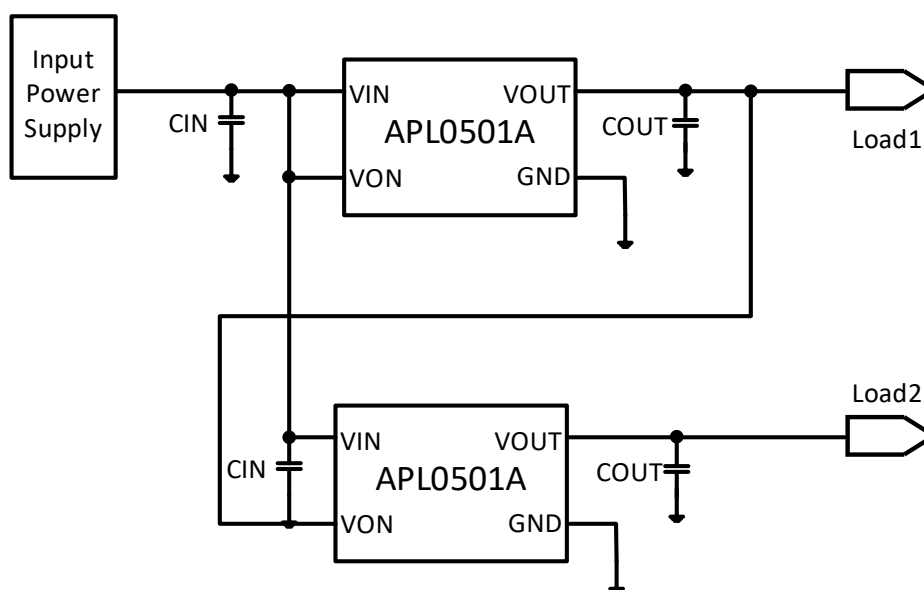 Input
Power
Supply
CIN
VIN
VOUT
APL0501A
VON
GND
COUT
Load1
Load2
CIN
VIN
VOUT
APL0501A
VON
GND
COUT